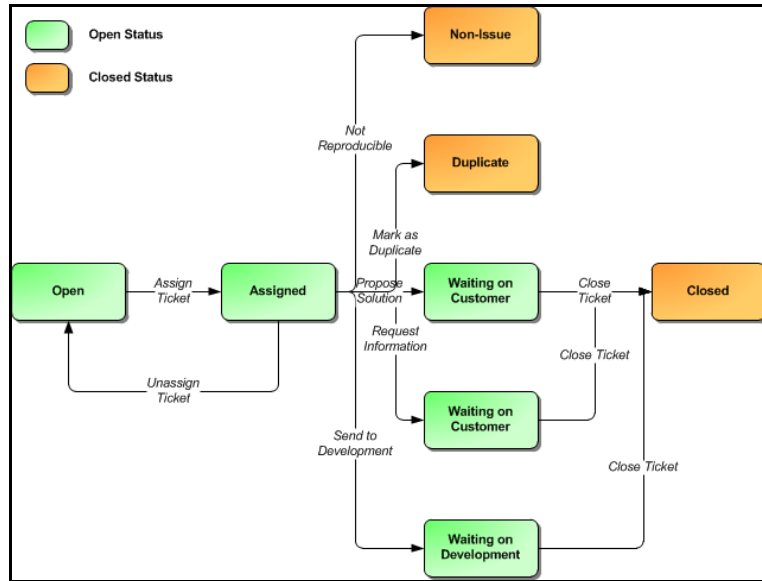 Open Status
Non-Issue
Closed Status
Not
Reproducible
Duplicate
Mark as
Duplicate
Open
Assign
Ticket
Assigned
Propose
Solution
Waiting on
Customer
Close
Ticket
Closed
Request
Information
Close Ticket
Unassign
Ticket
Waiting on
Customer
Send to
Development
Close Ticket
Waiting on
Development